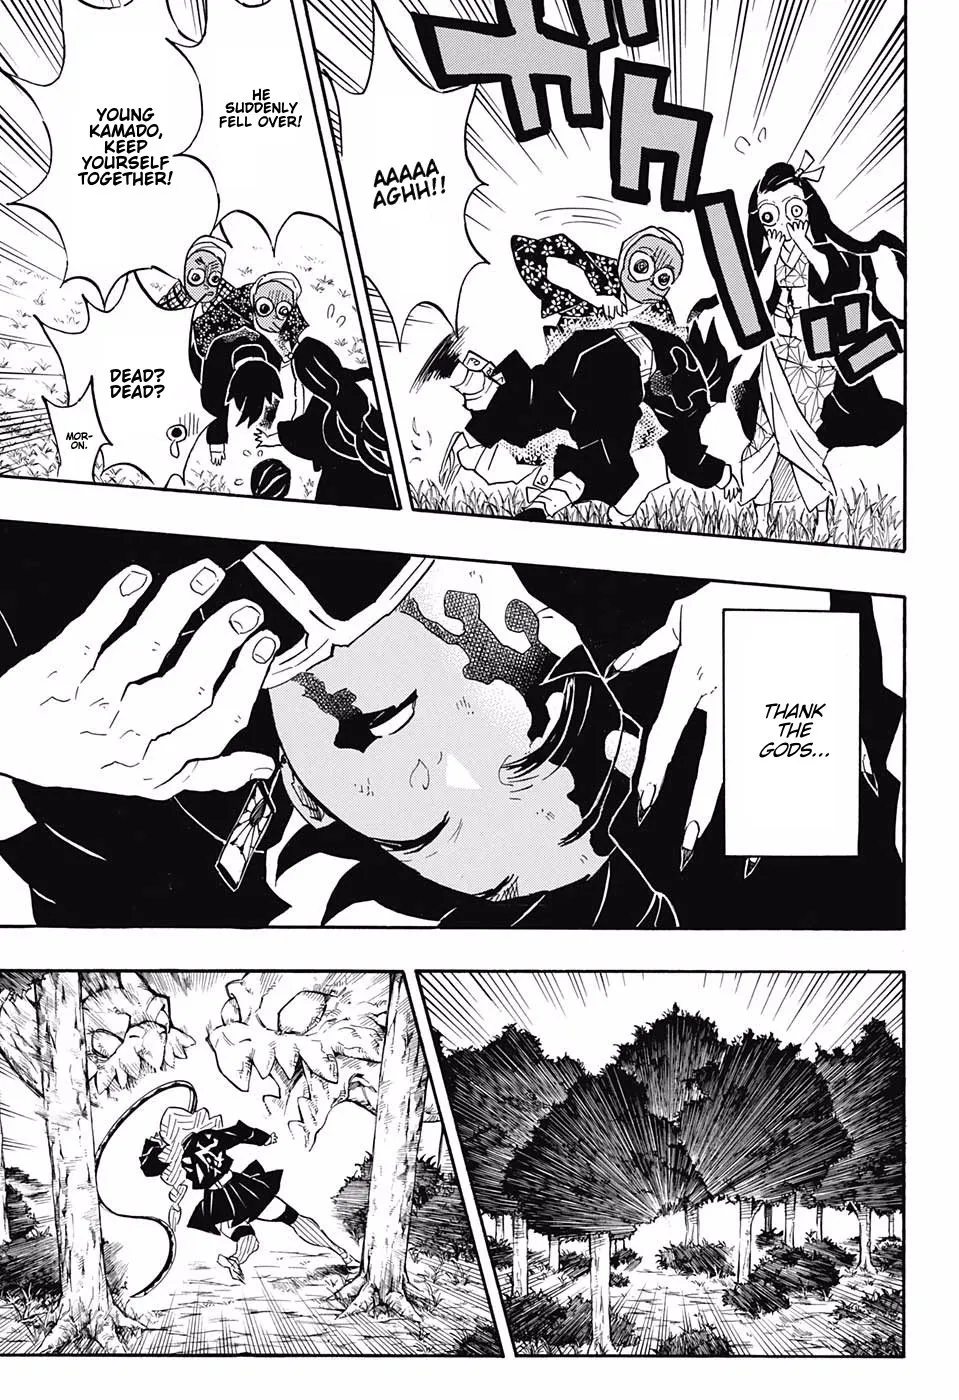 AAAAA
AGHH!!
HE
SUDDENLY
FELL OVER!
YOUNG
KAMADO,
KEEP
YOURSELF
TOGETHER!
DEAD?
DEAD?
MOR-
ON.
THANK
THE
GODS...